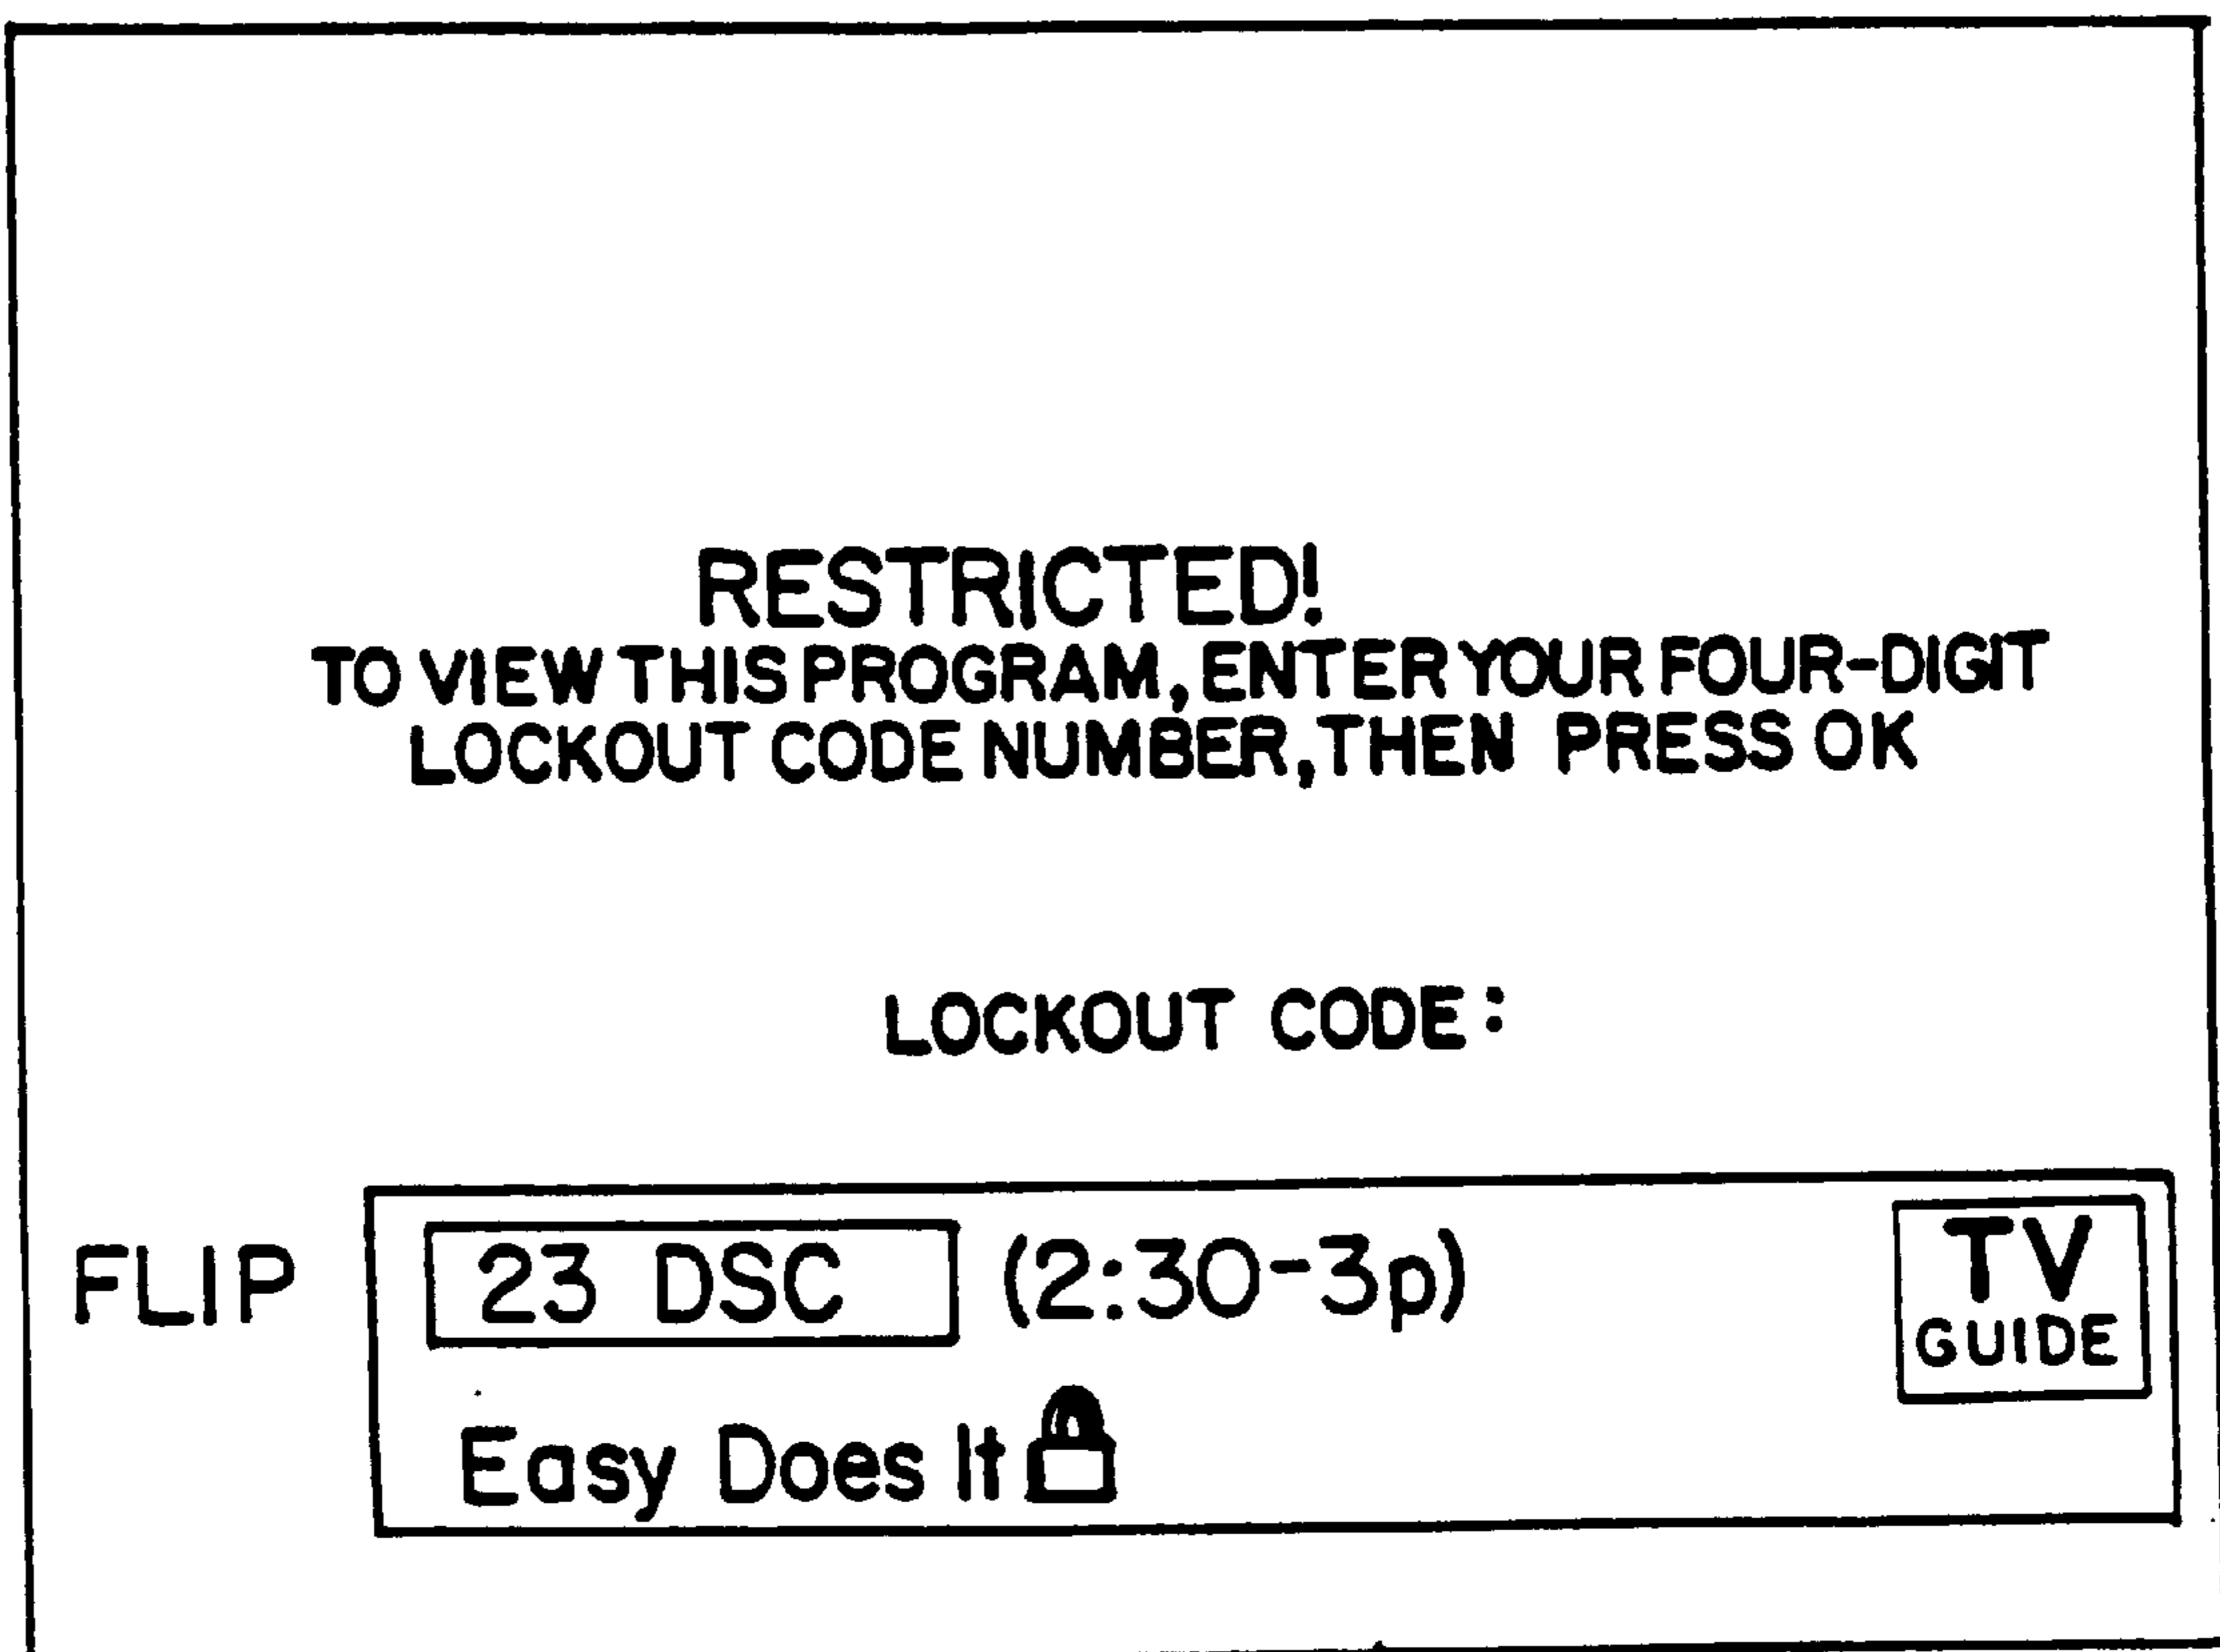 RESTRICTED!
TO VIEW THIS PROGRAM, ENTER YOUR FOUR-DIGIT
LOCKOUT CODE NUMBER, THEN PRESS OK
LOCKOUT CODE:
FLIP
23 DSC (2:30-3p)
TV
GUIDE
Easy Does It